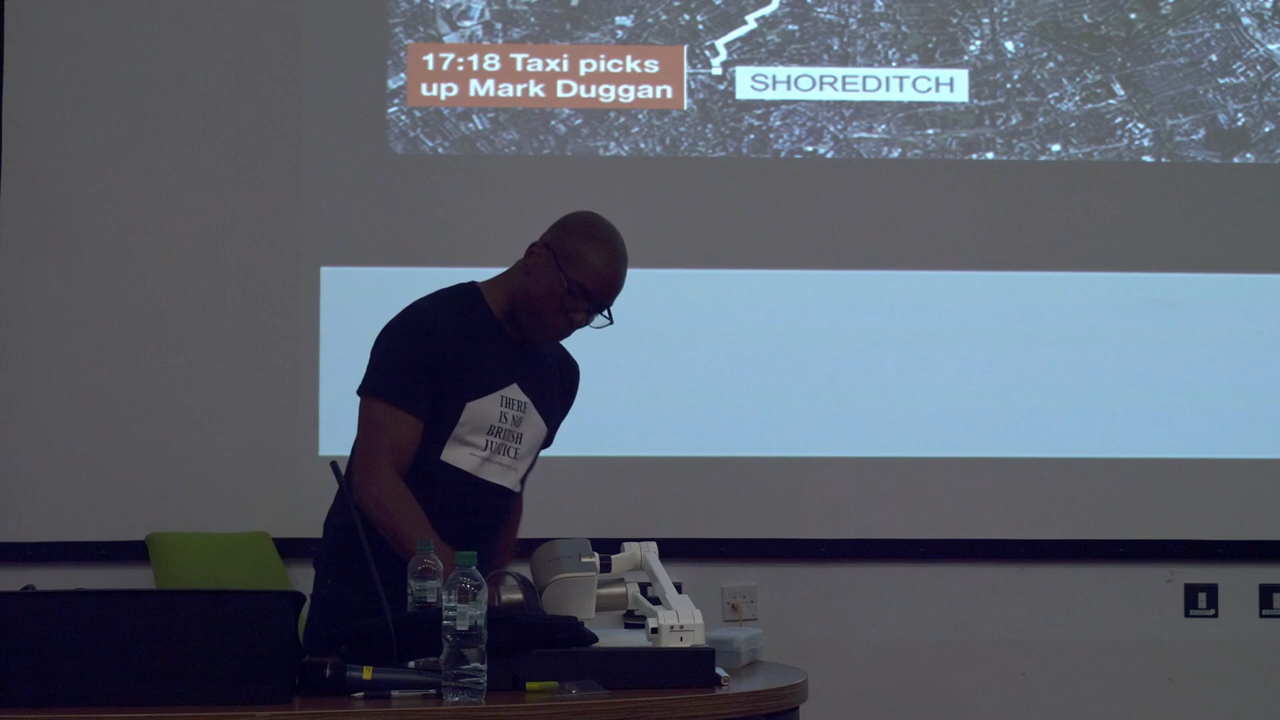 17:18 Taxi picks
up Mark Duggan
SHOREDITCH
THERE
IS NO
BRITISH
JUSTICE